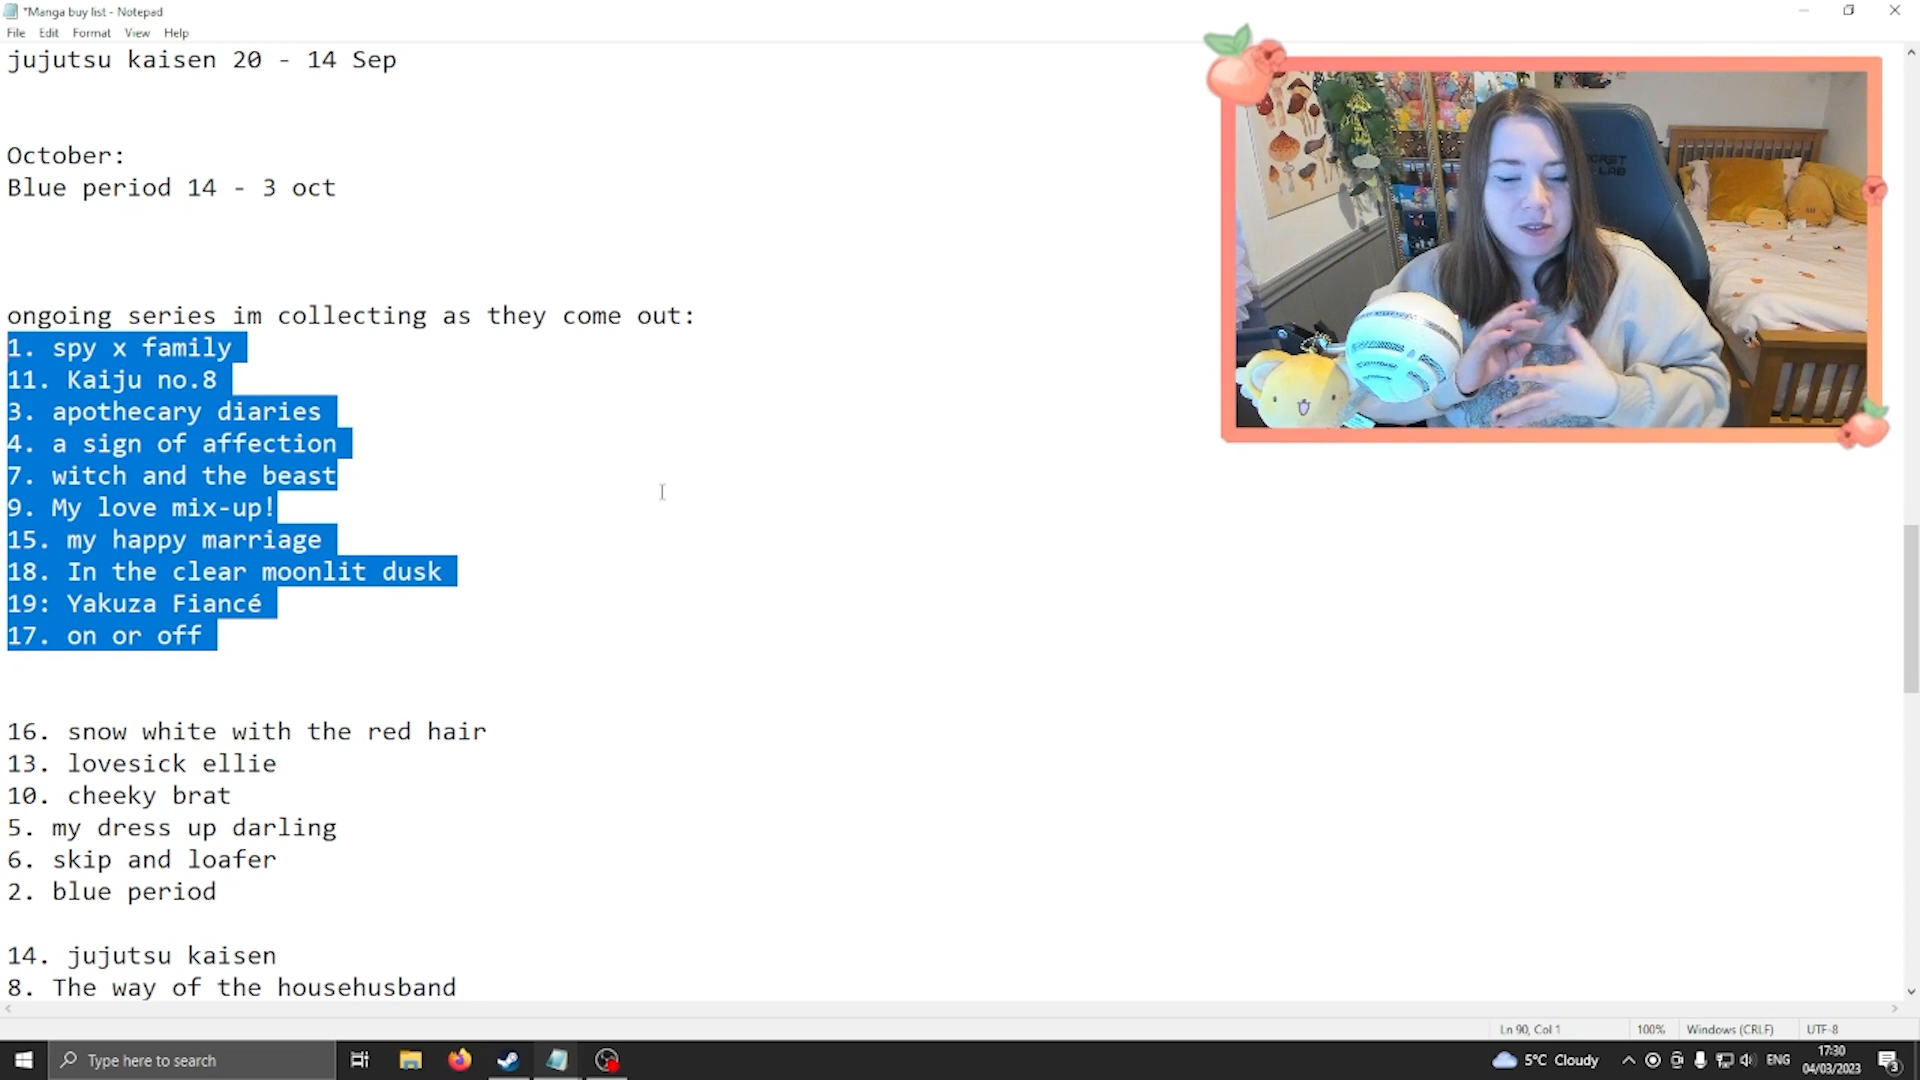 *Manga buy list - Notepad
File Edit Format View Help
jujutsu kaisen 20 - 14 Sep
October:
Blue period 14 - 3 oct
ongoing series im collecting as they come out:
1. spy x family
11. Kaiju no.8
3. apothecary diaries
4. a sign of affection
7. witch and the beast
9. My love mix-up!
15. my happy marriage
18. In the clear moonlit dusk
19: Yakuza Fiancé
17. on or off
16. snow white with the red hair
13. lovesick ellie
10. cheeky brat
5. my dress up darling
6. skip and loafer
2. blue period
14. jujutsu kaisen
8. The way of the househusband
Ln 90, Col 1 100% Windows (CRLF) UTF-8
Type here to search
5°C Cloudy
ENG
17:30
04/03/2023
3